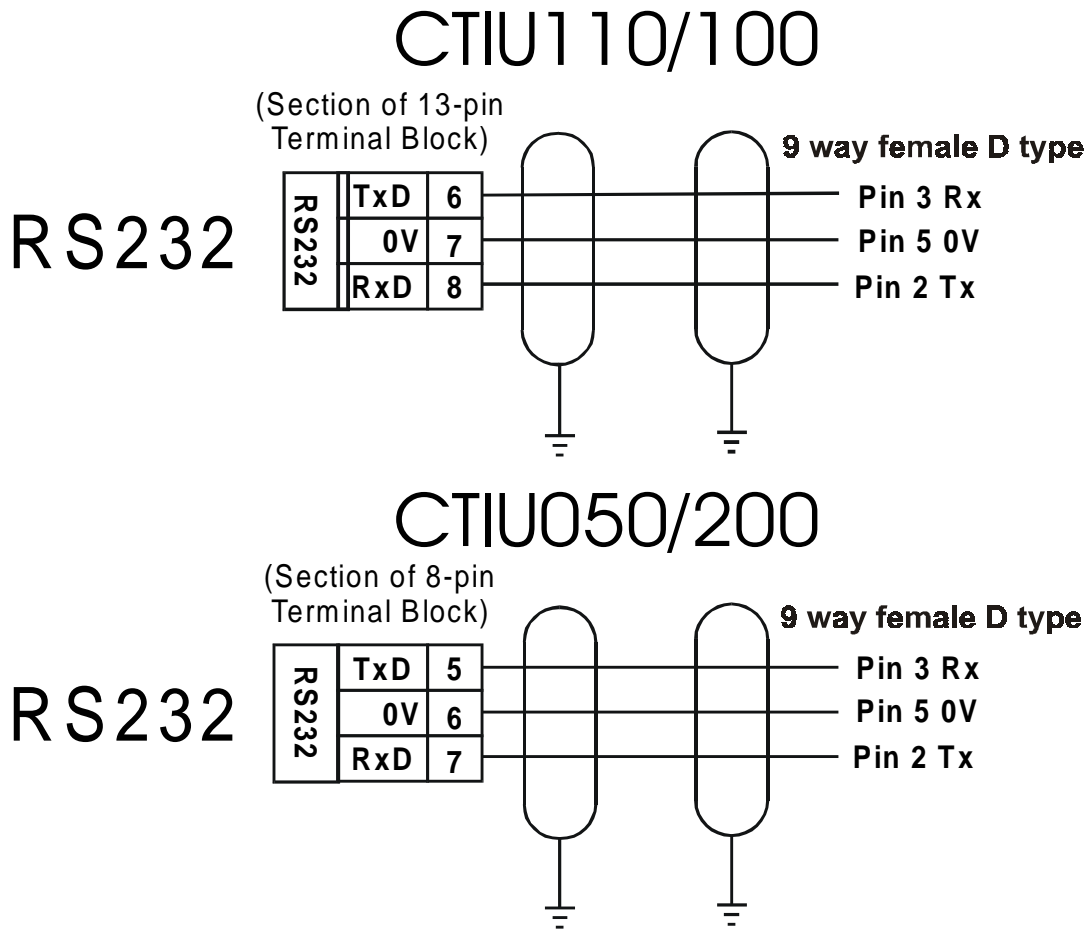 CTIU110/100
(Section of 13-pin
Terminal Block)
9 way female D type
RS232
RS232
TxD 6 Pin 3 Rx
0V 7 Pin 5 0V
RxD 8 Pin 2 Tx
CTIU050/200
(Section of 8-pin
Terminal Block)
9 way female D type
RS232
RS232
TxD 5 Pin 3 Rx
0V 6 Pin 5 0V
RxD 7 Pin 2 Tx